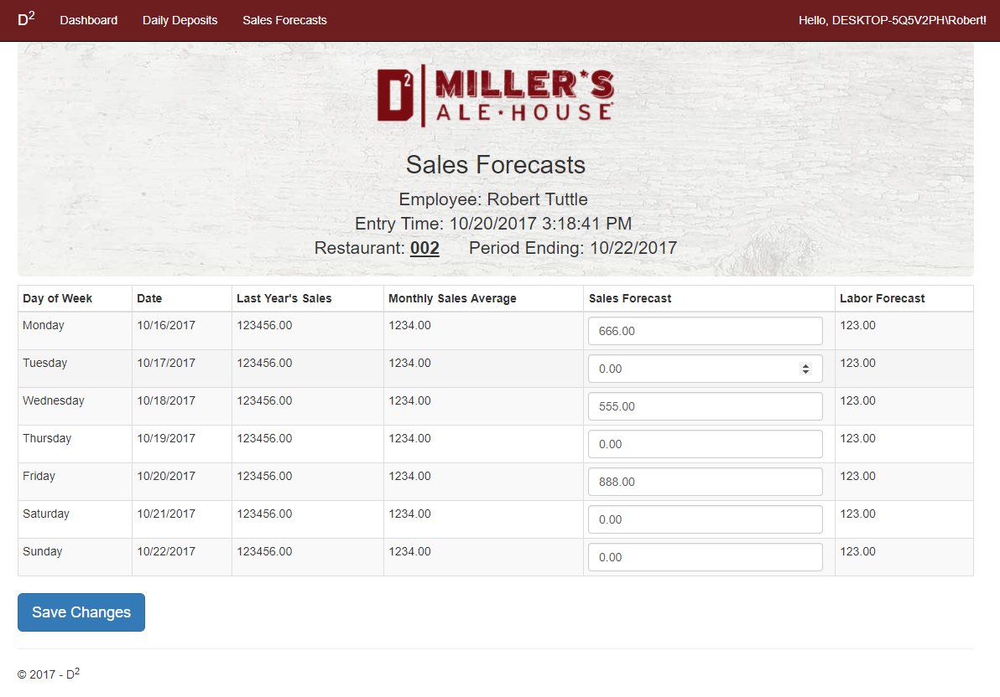 D2 Dashboard Daily Deposits Sales Forecasts Hello, DESKTOP-5Q5V2PH\Robert!
D2 MILLER'S
ALE HOUSE
Sales Forecasts
Employee: Robert Tuttle
Entry Time: 10/20/2017 3:18:41 PM
Restaurant: 002 Period Ending: 10/22/2017
Day of Week Date Last Year's Sales Monthly Sales Average Sales Forecast Labor Forecast
Monday 10/16/2017 123456.00 1234.00 666.00 123.00
Tuesday 10/17/2017 123456.00 1234.00 0.00 123.00
Wednesday 10/18/2017 123456.00 1234.00 555.00 123.00
Thursday 10/19/2017 123456.00 1234.00 0.00 123.00
Friday 10/20/2017 123456.00 1234.00 888.00 123.00
Saturday 10/21/2017 123456.00 1234.00 0.00 123.00
Sunday 10/22/2017 123456.00 1234.00 0.00 123.00
Save Changes
© 2017 - D2